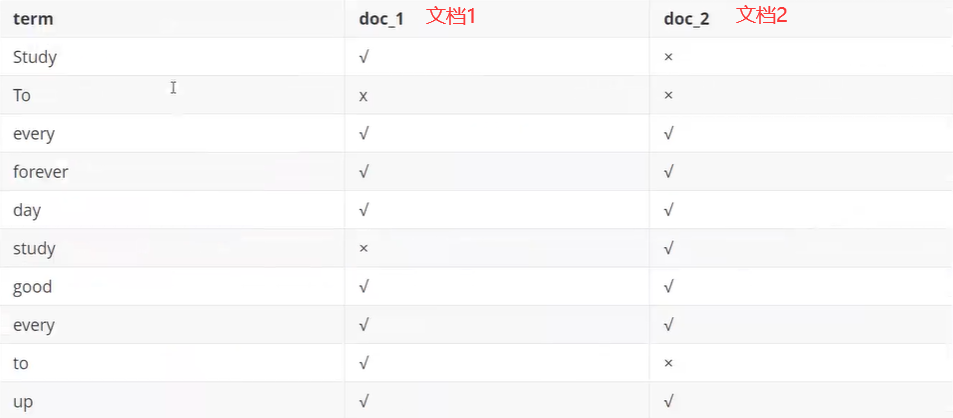 term doc_1 文档1 doc_2 文档2
Study √ ×
To x ×
every √ √
forever √ √
day √ √
study × √
good √ √
every √ √
to √ ×
up √ √